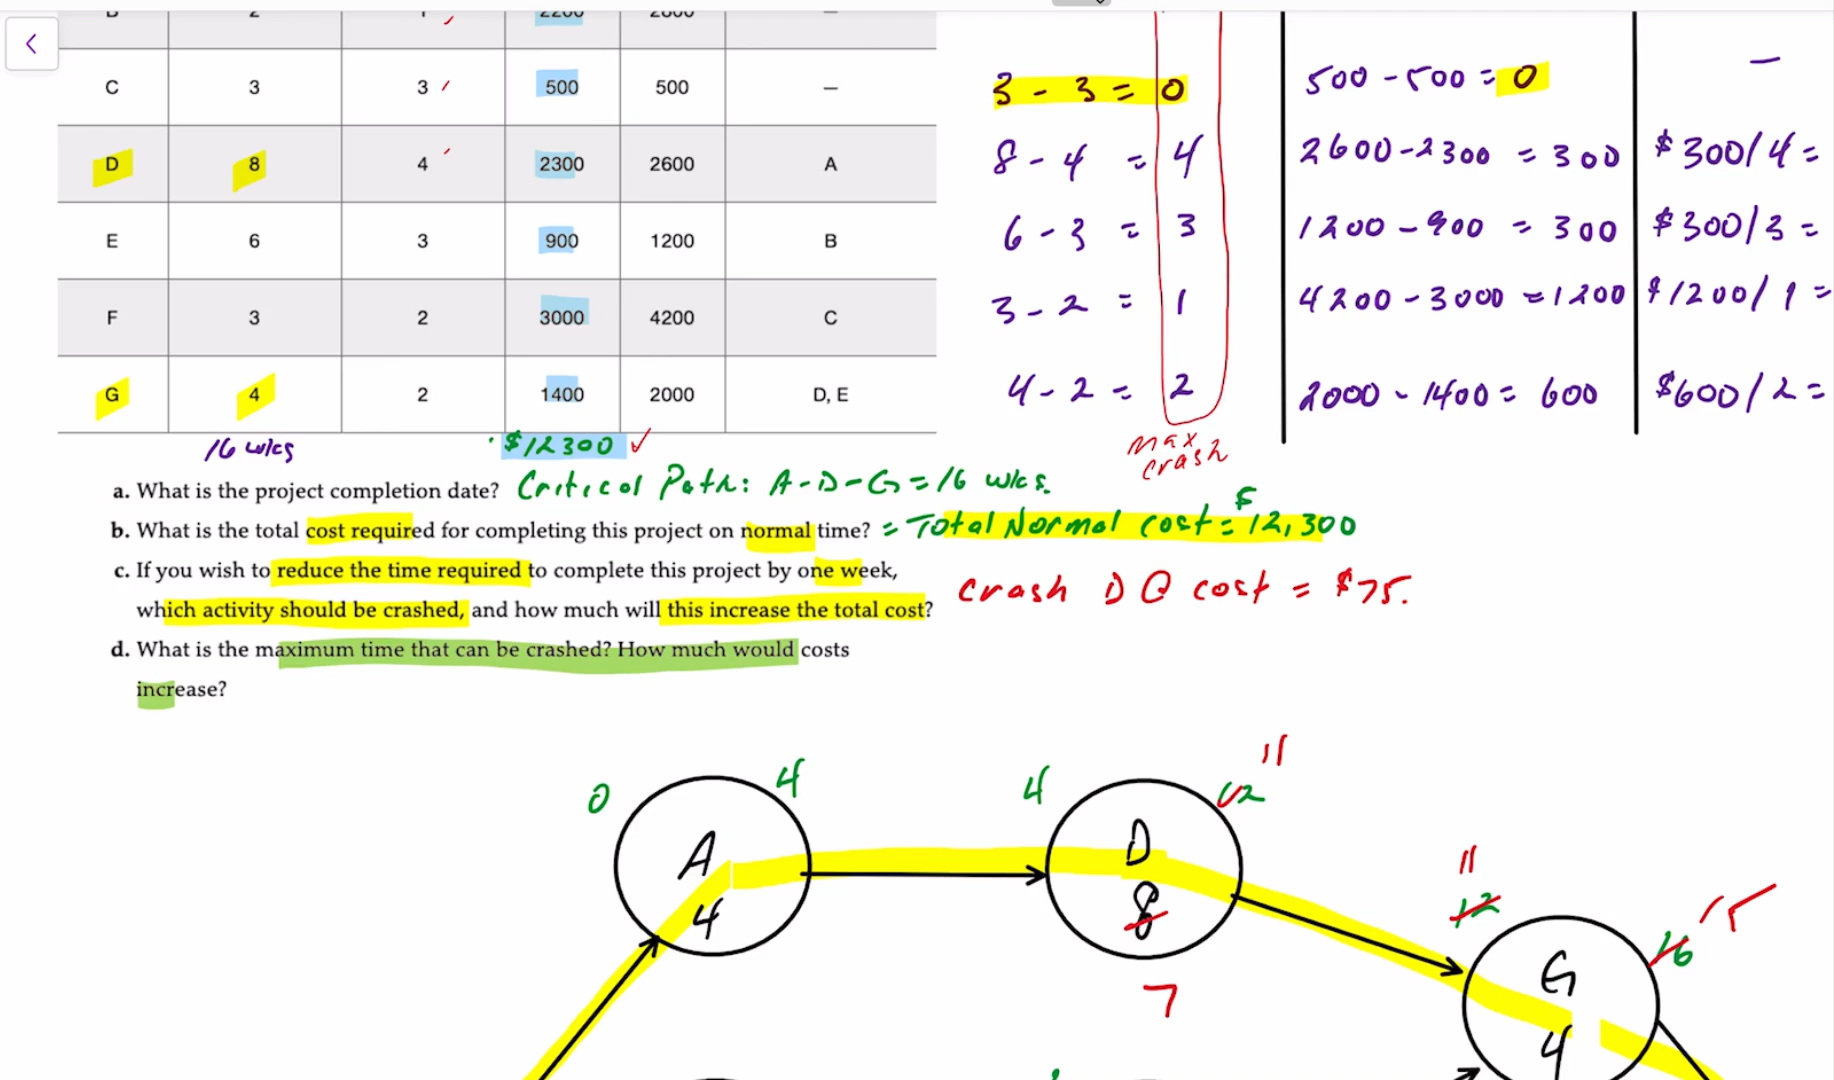 C 3 3 500 500 — 3 - 3 = 0 500 - 500 = 0 —
D 8 4 2300 2600 A 8 - 4 = 4 2600 - 2300 = 300 $300/4 =
E 6 3 900 1200 B 6 - 3 = 3 1200 - 900 = 300 $300/3 =
F 3 2 3000 4200 C 3 - 2 = 1 4200 - 3000 = 1200 $1200/1 =
G 4 2 1400 2000 D, E 4 - 2 = 2 2000 - 1400 = 600 $600/2 =
16 wks $12300 ✓ max
crash
a. What is the project completion date? Critical Path: A-D-G = 16 wks.
b. What is the total cost required for completing this project on normal time? = Total Normal Cost = $12,300
c. If you wish to reduce the time required to complete this project by one week,
which activity should be crashed, and how much will this increase the total cost? Crash D @ cost = $75.
d. What is the maximum time that can be crashed? How much would costs
increase?
0 A 4 4
4 D 8 7 12 11
12 11 G 4 16 15